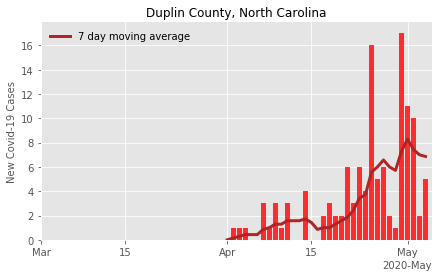 Duplin County, North Carolina
7 day moving average
New Covid-19 Cases
16
14
12
10
8
6
4
2
0
Mar
15
Apr
15
May
2020-May